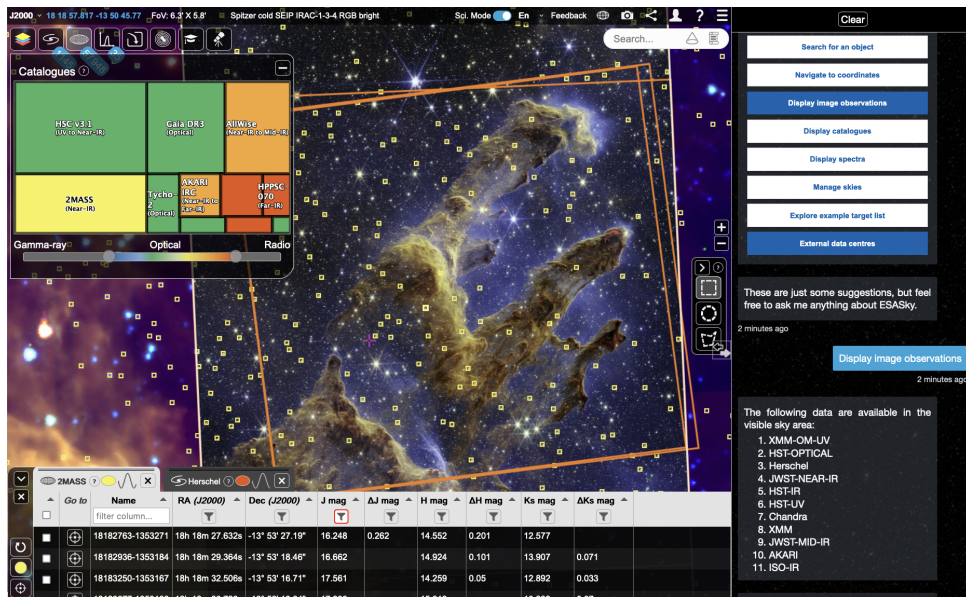 J2000
18 18 57.817 -13 50 45.77
FoV: 6.3' X 5.8'
Spitzer cold SEIP IRAC-1-3-4 RGB bright
Sci. Mode
En
Feedback
?
Search...
Catalogues ?
HSC v3.1
(UV to Near-IR)
Gaia DR3
(Optical)
AllWise
(Near-IR to Mid-IR)
2MASS
(Near-IR)
Tycho-
2
(Optical)
AKARI
IRC
(Near-IR to
Far-IR)
HPPSC
070
(Far-IR)
Gamma-ray
Optical
Radio
2MASS ?
Herschel ?
Go to
Name
RA (J2000)
Dec (J2000)
J mag
ΔJ mag
H mag
ΔH mag
Ks mag
ΔKs mag
filter column...
18182763-1353271 18h 18m 27.632s -13° 53' 27.19" 16.248 0.262 14.552 0.201 12.577
18182936-1353184 18h 18m 29.364s -13° 53' 18.46" 16.662 14.924 0.101 13.907 0.071
18183250-1353167 18h 18m 32.506s -13° 53' 16.71" 17.561 14.259 0.05 12.892 0.033
Clear
Search for an object
Navigate to coordinates
Display image observations
Display catalogues
Display spectra
Manage skies
Explore example target list
External data centres
These are just some suggestions, but feel
free to ask me anything about ESASky.
2 minutes ago
Display image observations
2 minutes ago
The following data are available in the
visible sky area:
1. XMM-OM-UV
2. HST-OPTICAL
3. Herschel
4. JWST-NEAR-IR
5. HST-IR
6. HST-UV
7. Chandra
8. XMM
9. JWST-MID-IR
10. AKARI
11. ISO-IR